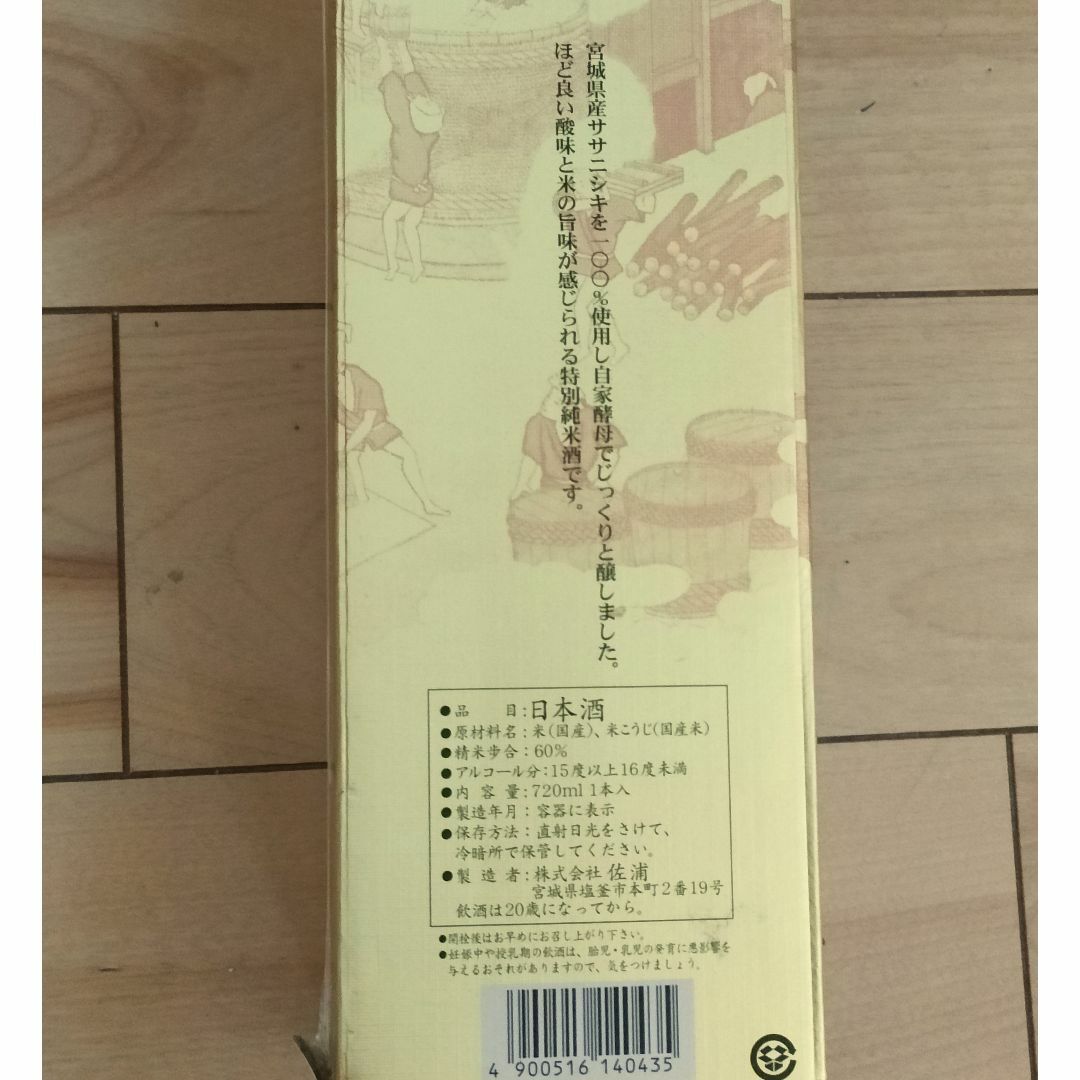 宮城県産ササニシキを一〇〇%使用し自家酵母でじっくりと醸しました。
ほど良い酸味と米の旨味が感じられる特別純米酒です。
●品目:日本酒
●原材料名:米(国産)、米こうじ(国産米)
●精米歩合:60%
●アルコール分:15度以上16度未満
●内容量:720ml 1本入
●製造年月:容器に表示
●保存方法:直射日光をさけて、
冷暗所で保管してください。
●製造者:株式会社 佐浦
宮城県塩釜市本町2番19号
飲酒は20歳になってから。
●開栓後はお早めにお召し上がり下さい。
●妊娠中や授乳期の飲酒は、胎児・乳児の発育に悪影響を
与えるおそれがありますので、気をつけましょう。
4 900516 140435